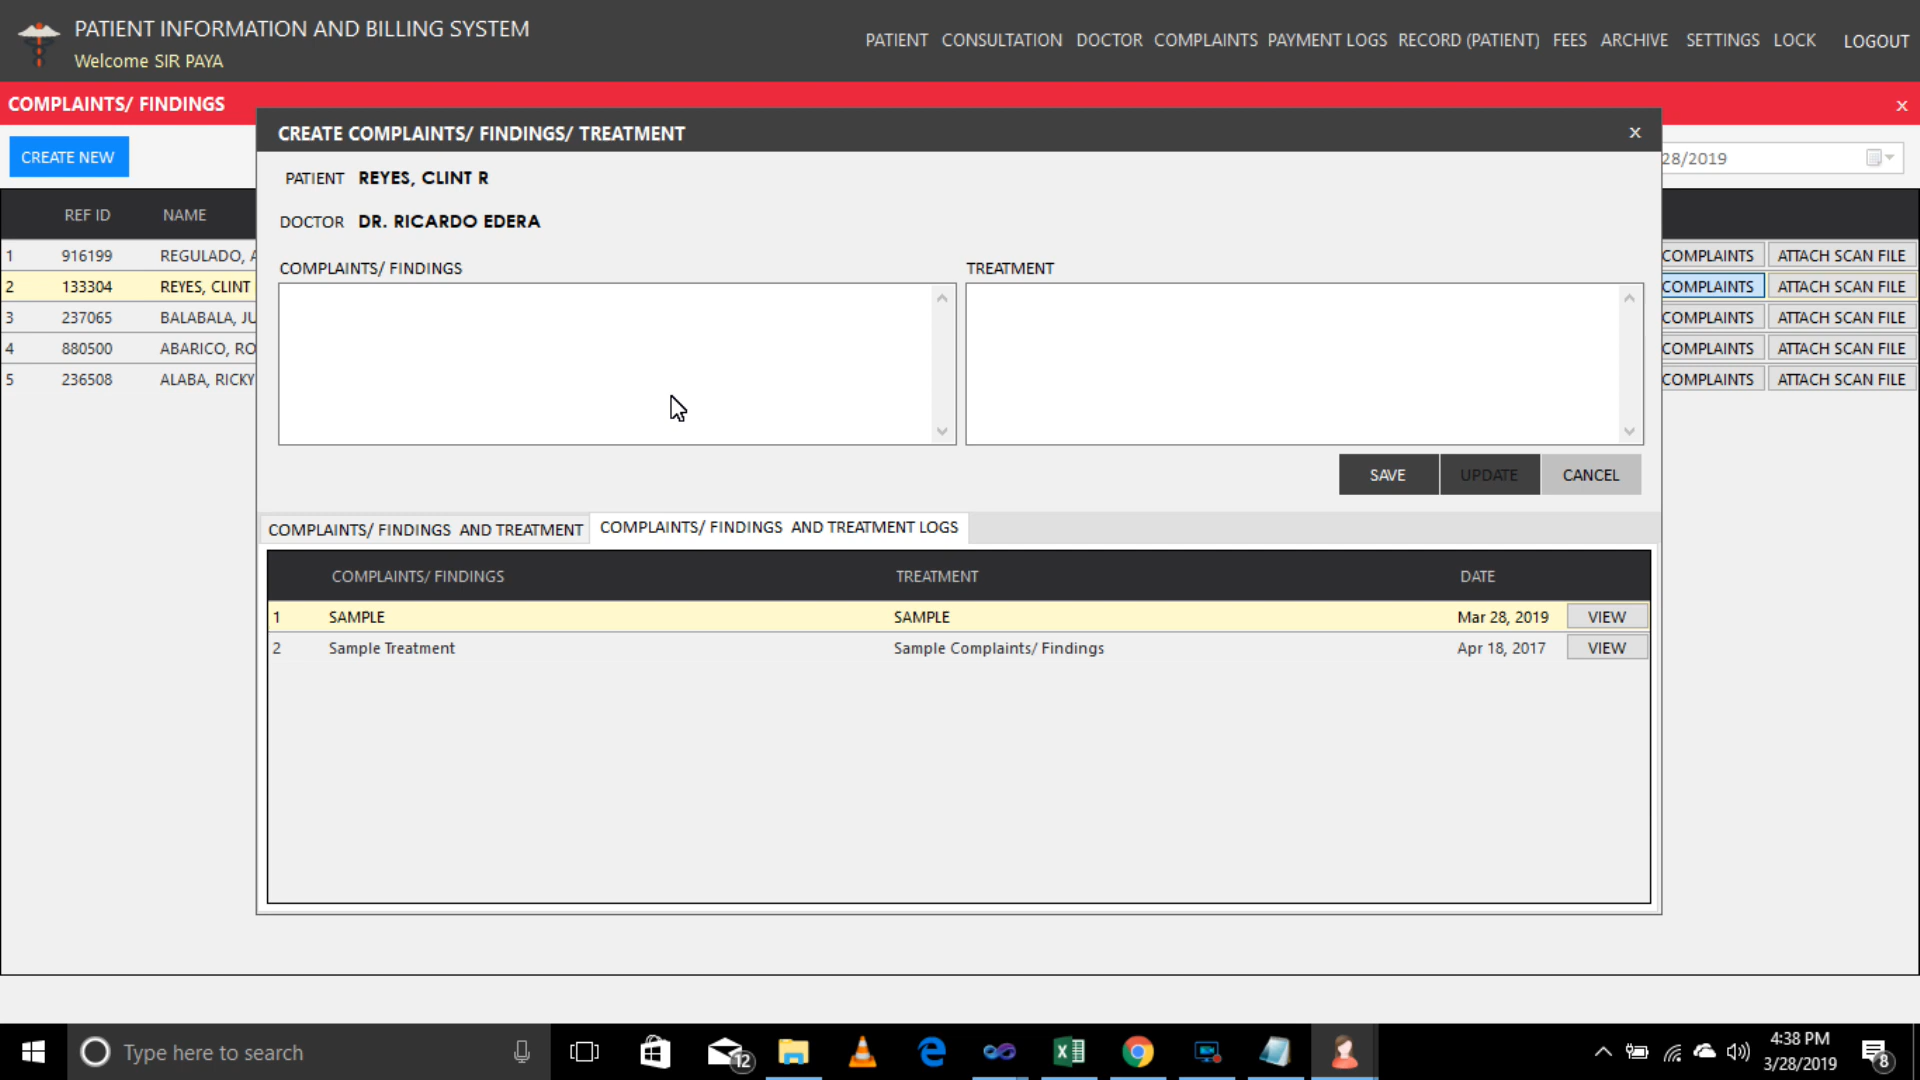 PATIENT INFORMATION AND BILLING SYSTEM
Welcome SIR PAYA
PATIENT CONSULTATION DOCTOR COMPLAINTS PAYMENT LOGS RECORD (PATIENT) FEES ARCHIVE SETTINGS LOCK LOGOUT
COMPLAINTS/ FINDINGS x
CREATE NEW
28/2019
CREATE COMPLAINTS/ FINDINGS/ TREATMENT x
PATIENT REYES, CLINT R
DOCTOR DR. RICARDO EDERA
COMPLAINTS/ FINDINGS TREATMENT
SAVE UPDATE CANCEL
COMPLAINTS/ FINDINGS AND TREATMENT COMPLAINTS/ FINDINGS AND TREATMENT LOGS
COMPLAINTS/ FINDINGS TREATMENT DATE
1 SAMPLE SAMPLE Mar 28, 2019 VIEW
2 Sample Treatment Sample Complaints/ Findings Apr 18, 2017 VIEW
REF ID NAME
1 916199 REGULADO, A COMPLAINTS ATTACH SCAN FILE
2 133304 REYES, CLINT COMPLAINTS ATTACH SCAN FILE
3 237065 BALABALA, JU COMPLAINTS ATTACH SCAN FILE
4 880500 ABARICO, RO COMPLAINTS ATTACH SCAN FILE
5 236508 ALABA, RICKY COMPLAINTS ATTACH SCAN FILE
Type here to search
12
4:38 PM
3/28/2019
8